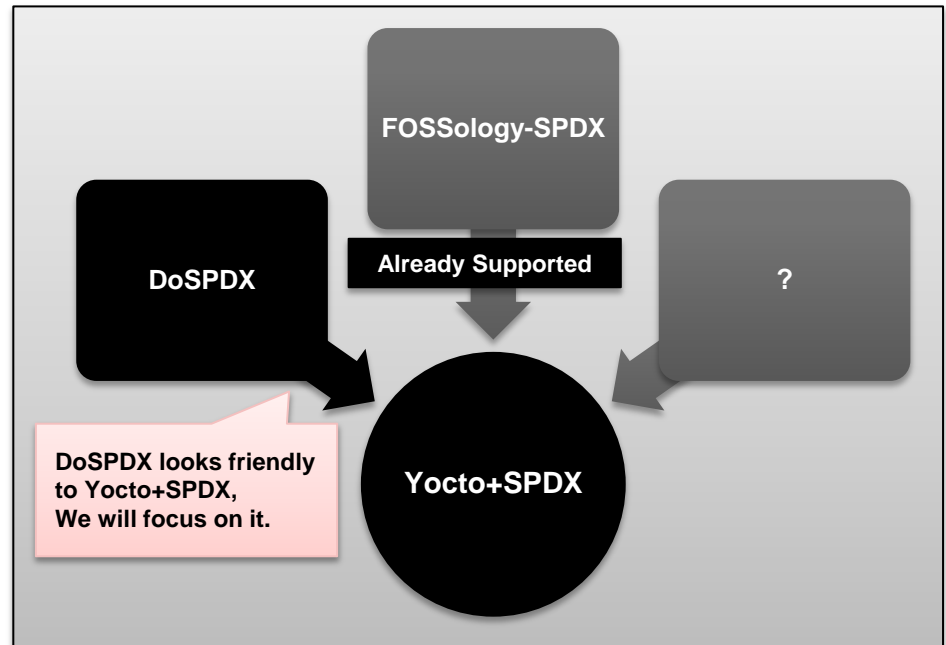 FOSSology-SPDX
DoSPDX
Already Supported
?
DoSPDX looks friendly
to Yocto+SPDX,
We will focus on it.
Yocto+SPDX